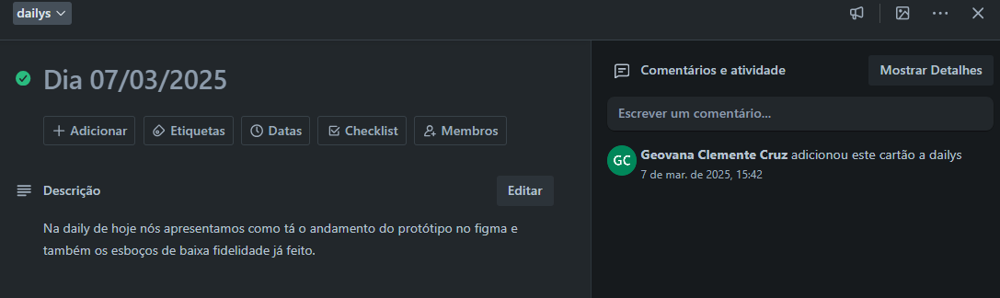 dailys
Dia 07/03/2025
Adicionar
Etiquetas
Datas
Checklist
Membros
Descrição
Editar
Na daily de hoje nós apresentamos como tá o andamento do protótipo no figma e
também os esboços de baixa fidelidade já feito.
Comentários e atividade
Mostrar Detalhes
Escrever um comentário...
GC
Geovana Clemente Cruz adicionou este cartão a dailys
7 de mar. de 2025, 15:42